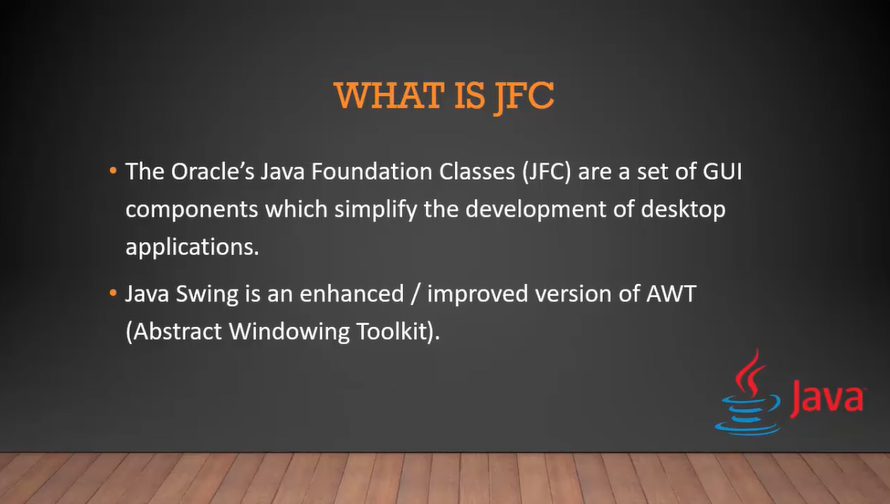 WHAT IS JFC
• The Oracle’s Java Foundation Classes (JFC) are a set of GUI
components which simplify the development of desktop
applications.
• Java Swing is an enhanced / improved version of AWT
(Abstract Windowing Toolkit).
Java